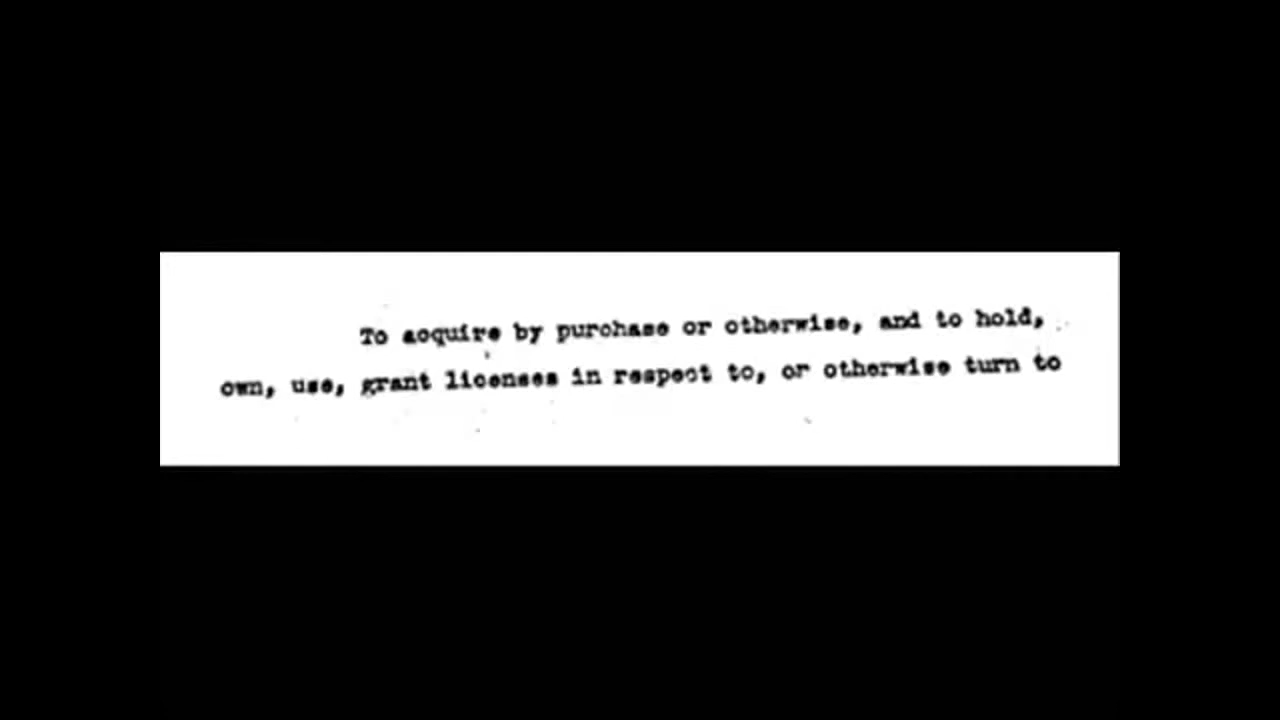 To acquire by purchase or otherwise, and to hold,
own, use, grant licenses in respect to, or otherwise turn to